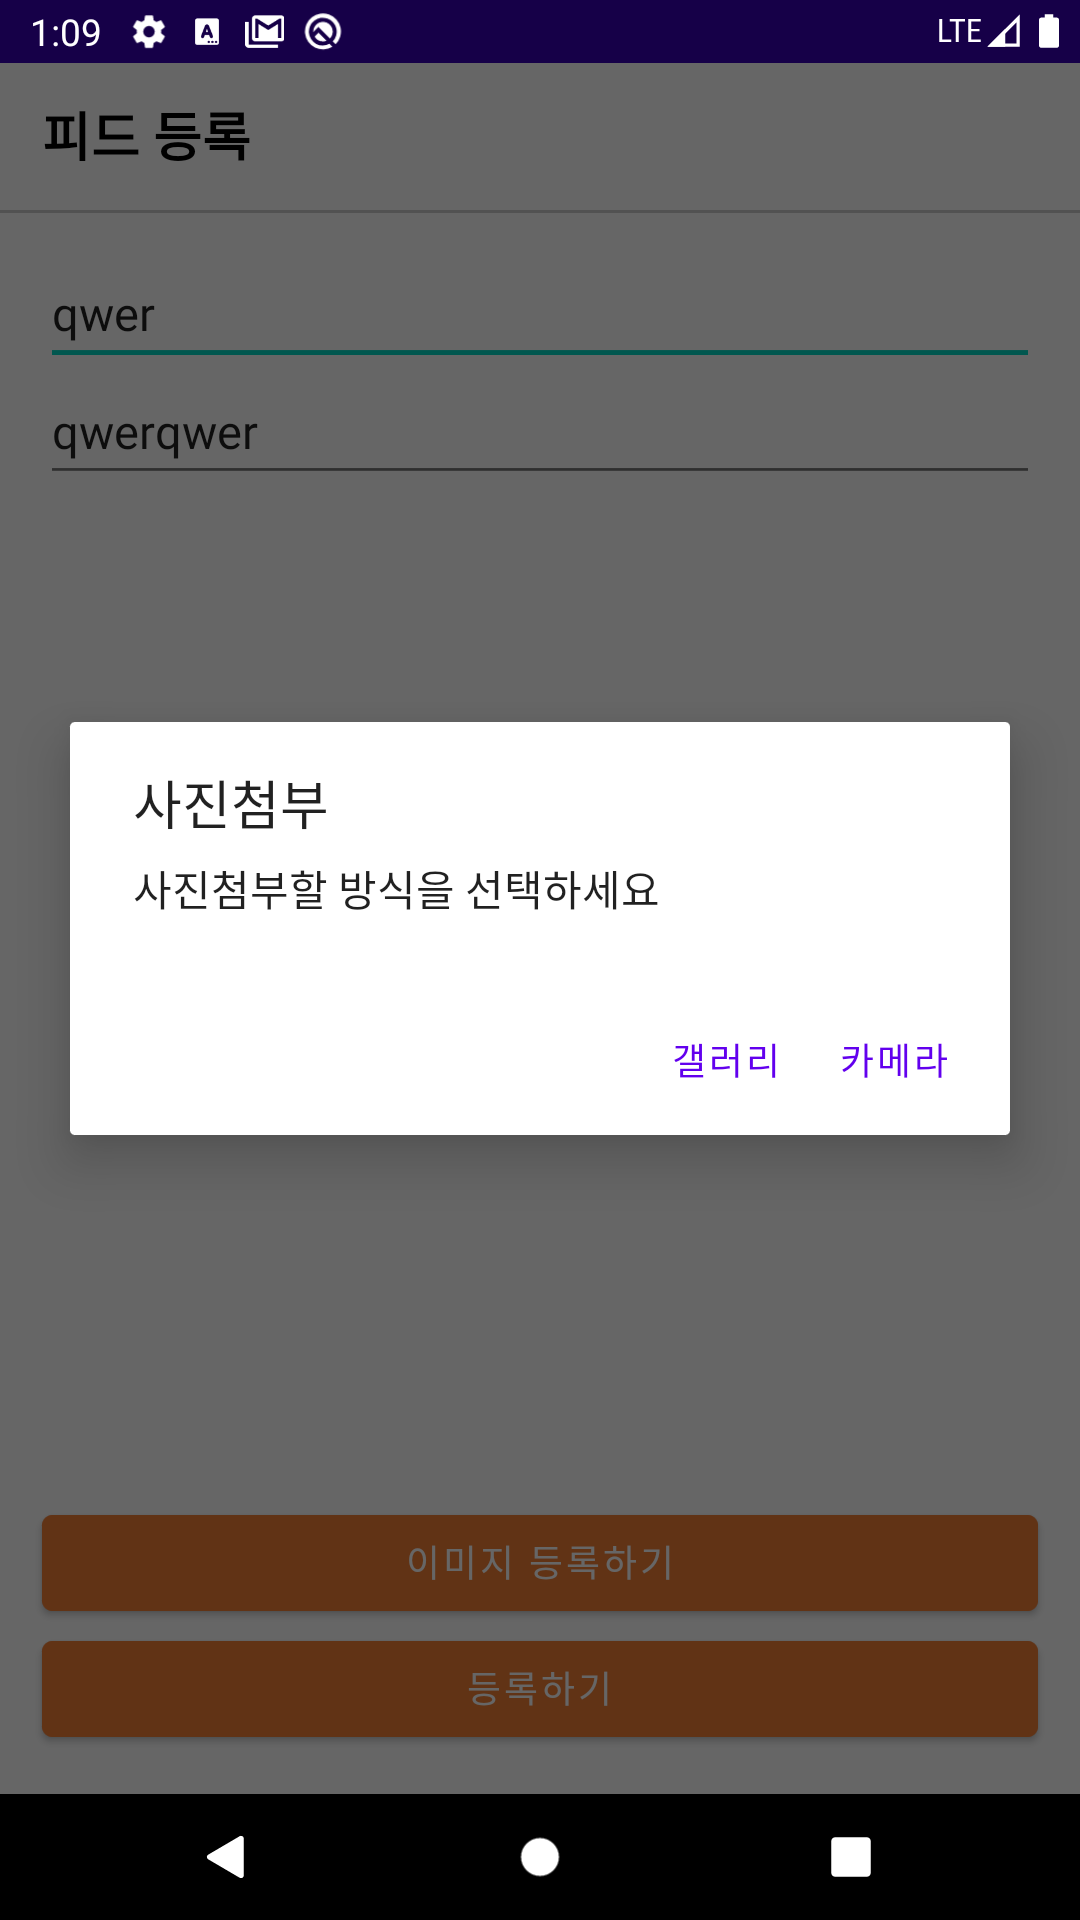 1:09
LTE
피드 등록
qwer
qwerqwer
사진첨부
사진첨부할 방식을 선택하세요
갤러리 카메라
이미지 등록하기
등록하기